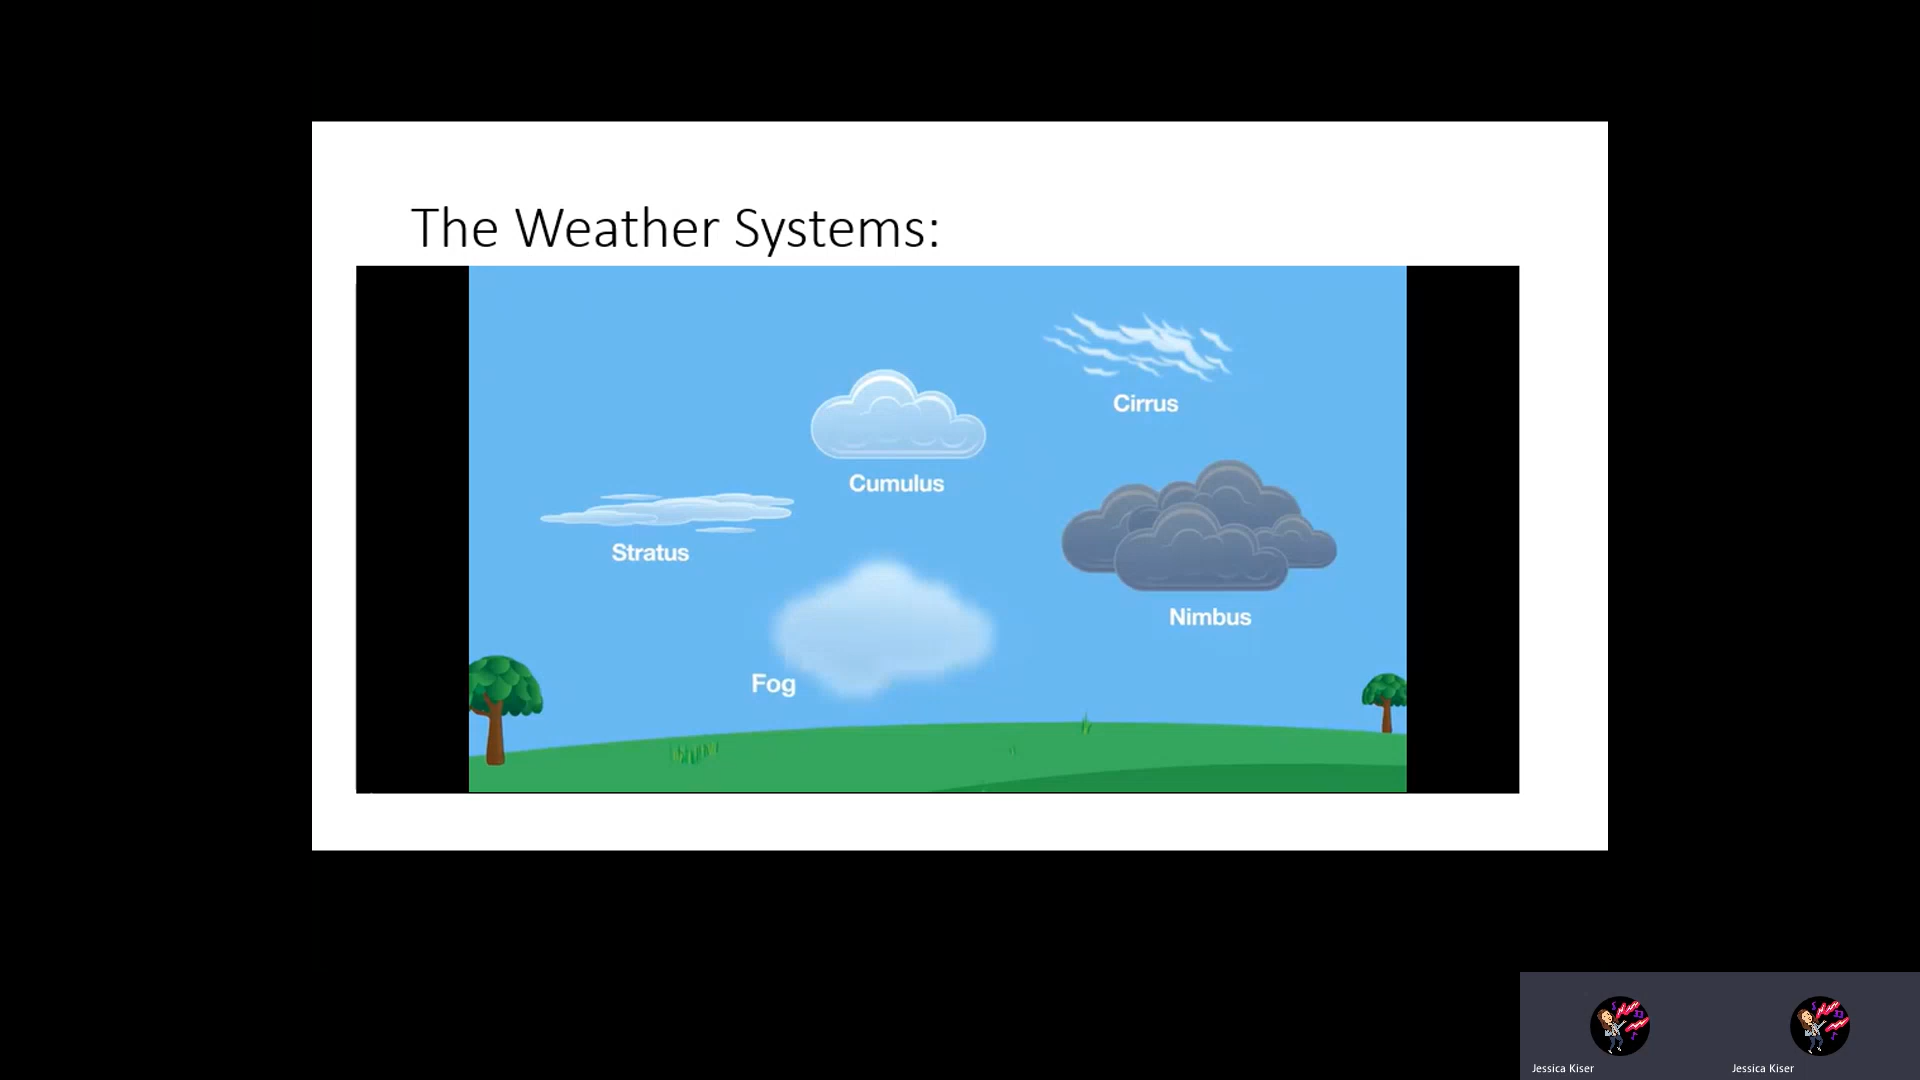 The Weather Systems:
Cirrus
Cumulus
Stratus
Nimbus
Fog
Jessica Kiser
Jessica Kiser